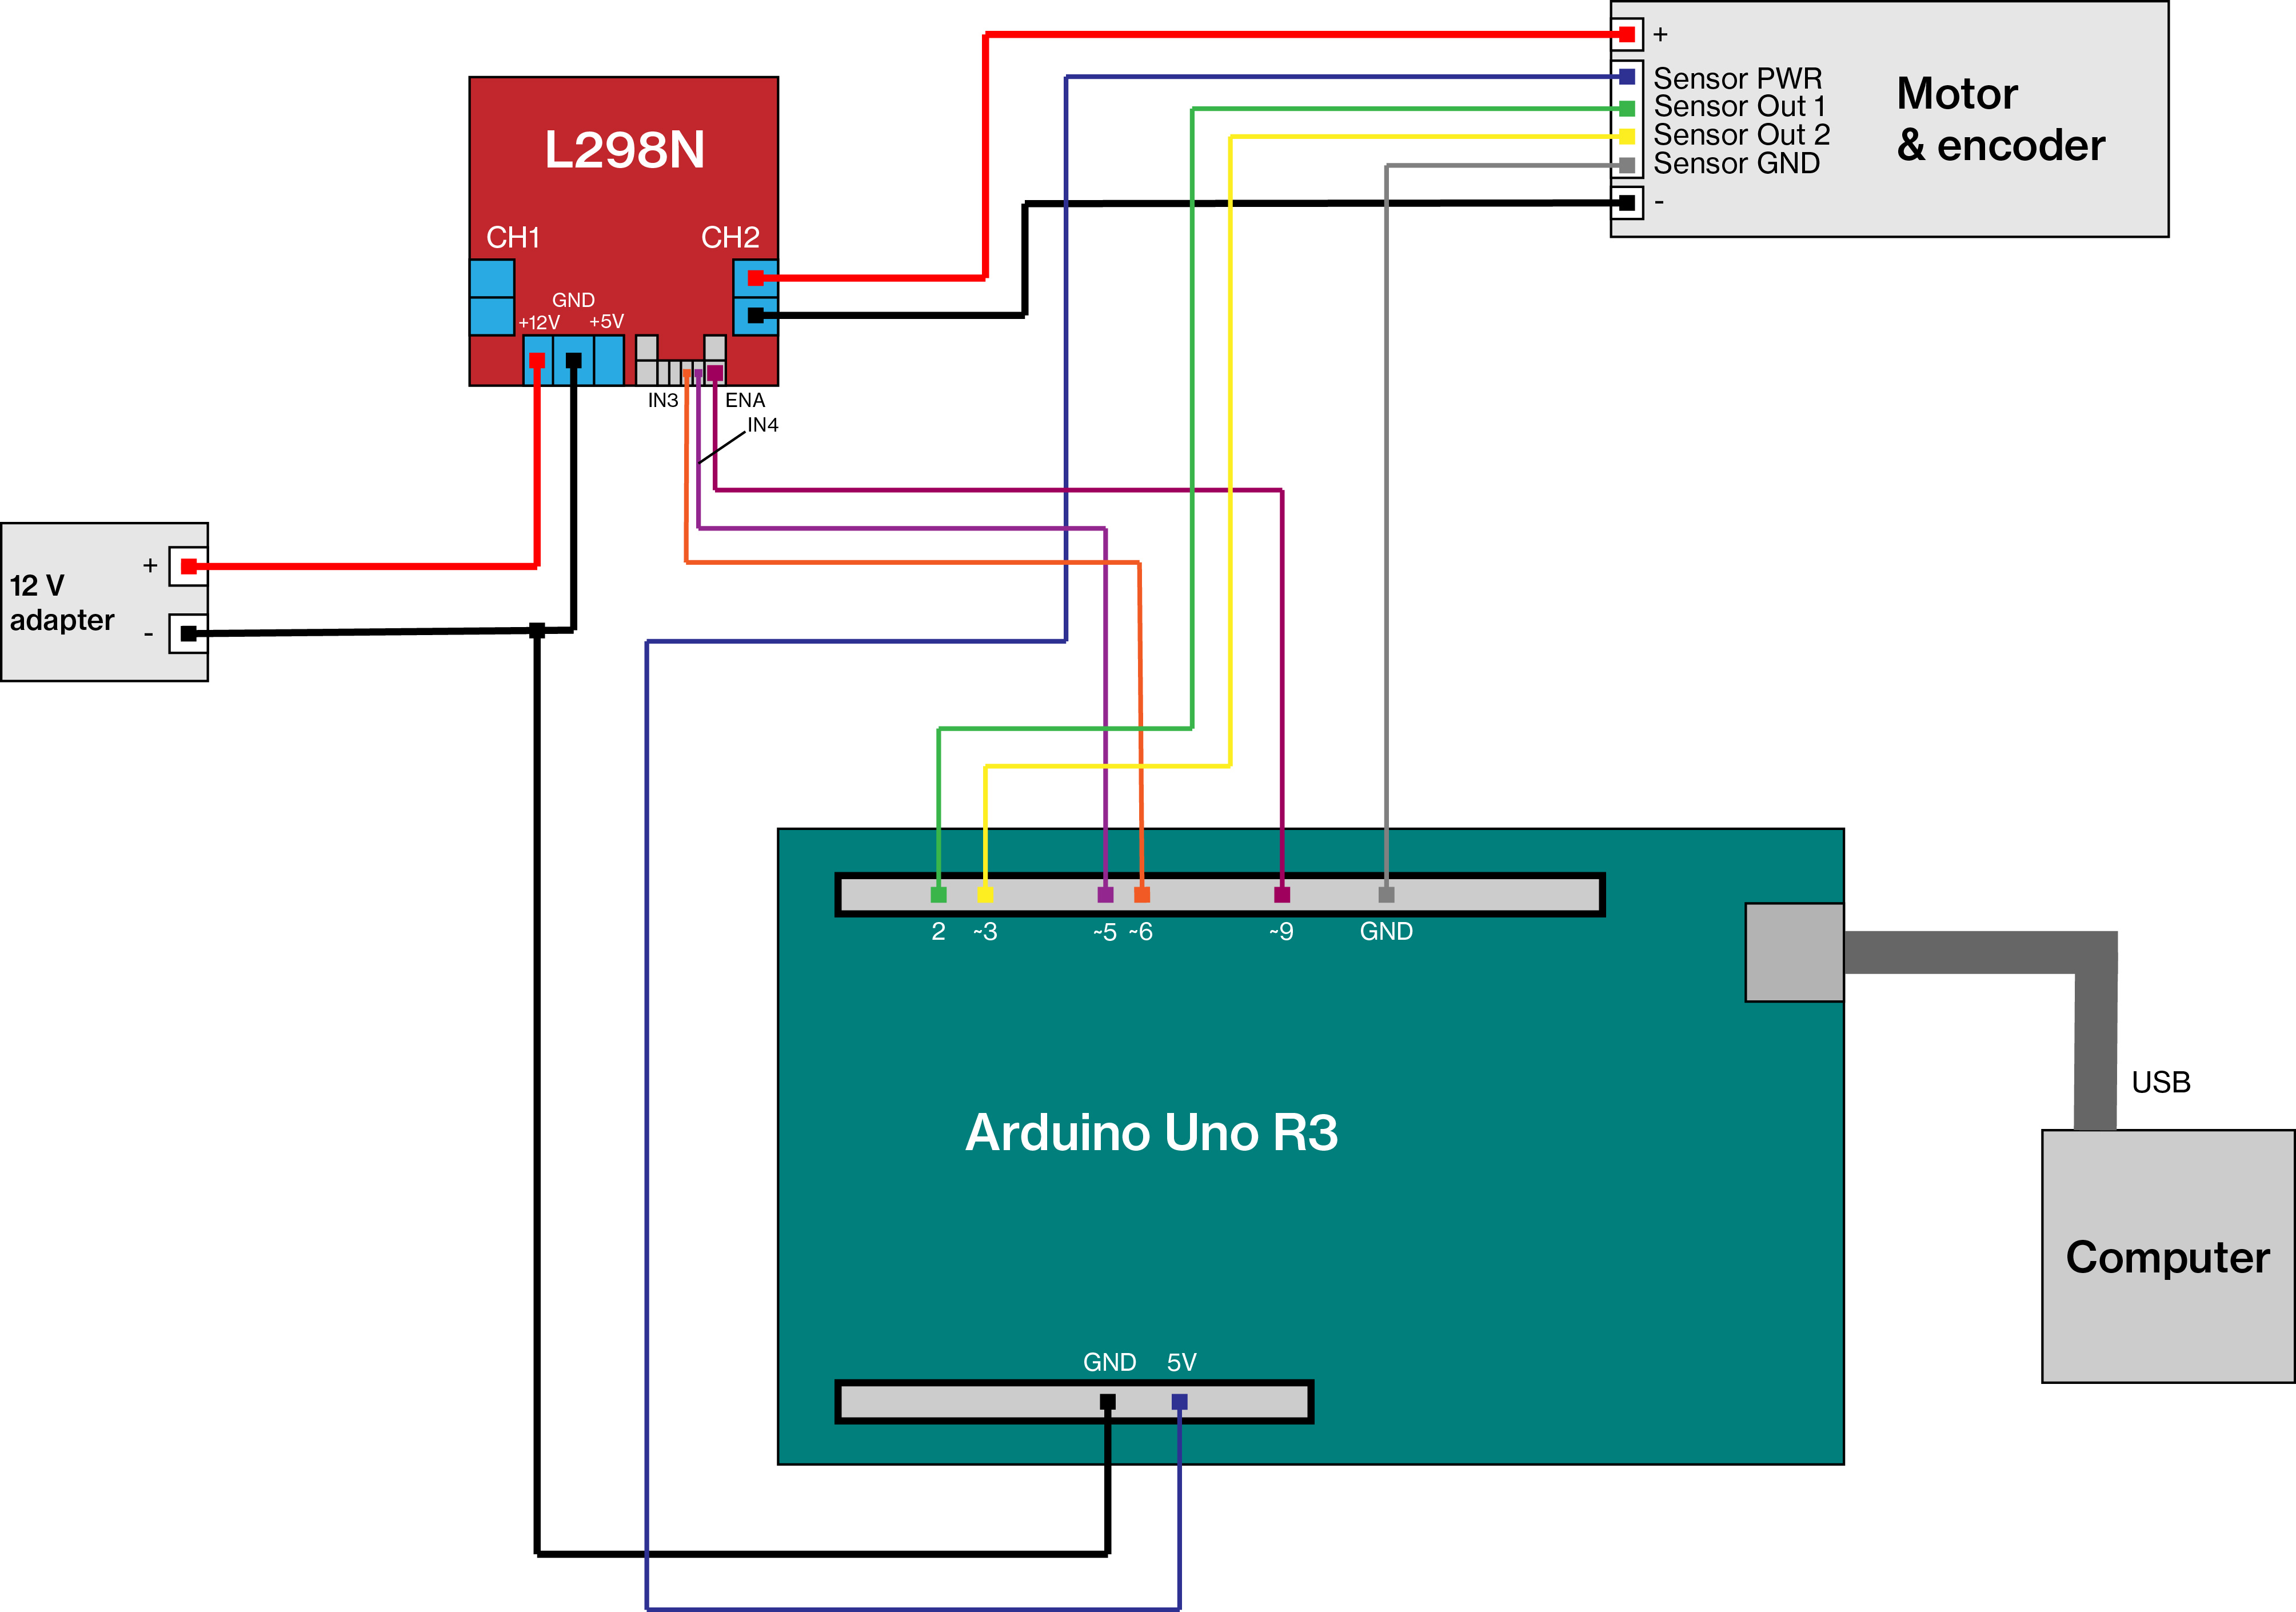 +
Sensor PWR
Sensor Out 1
Sensor Out 2
Sensor GND
-
Motor
& encoder
L298N
CH1
CH2
GND
+12V
+5V
IN3
ENA
IN4
12 V
adapter
+
-
2
~3
~5
~6
~9
GND
Arduino Uno R3
USB
Computer
GND
5V